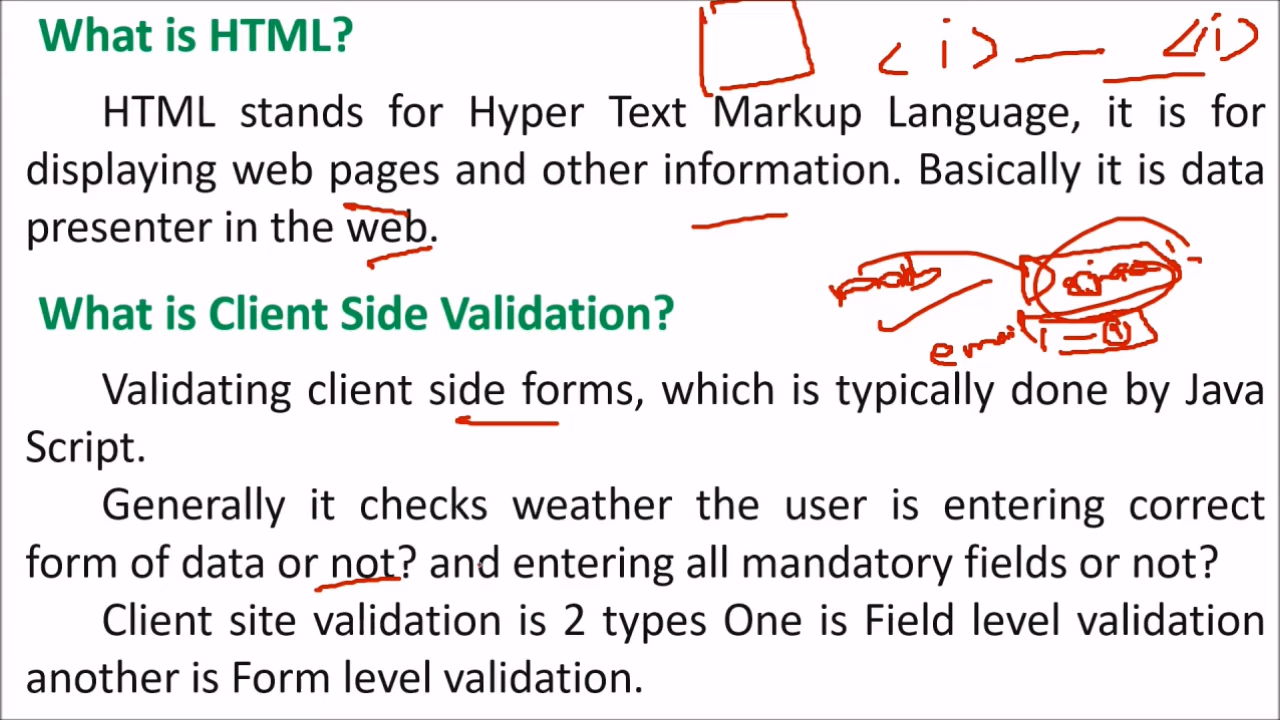 What is HTML?
<i> </i>
HTML stands for Hyper Text Markup Language, it is for
displaying web pages and other information. Basically it is data
presenter in the web.
What is Client Side Validation?
email
Validating client side forms, which is typically done by Java
Script.
Generally it checks weather the user is entering correct
form of data or not? and entering all mandatory fields or not?
Client site validation is 2 types One is Field level validation
another is Form level validation.